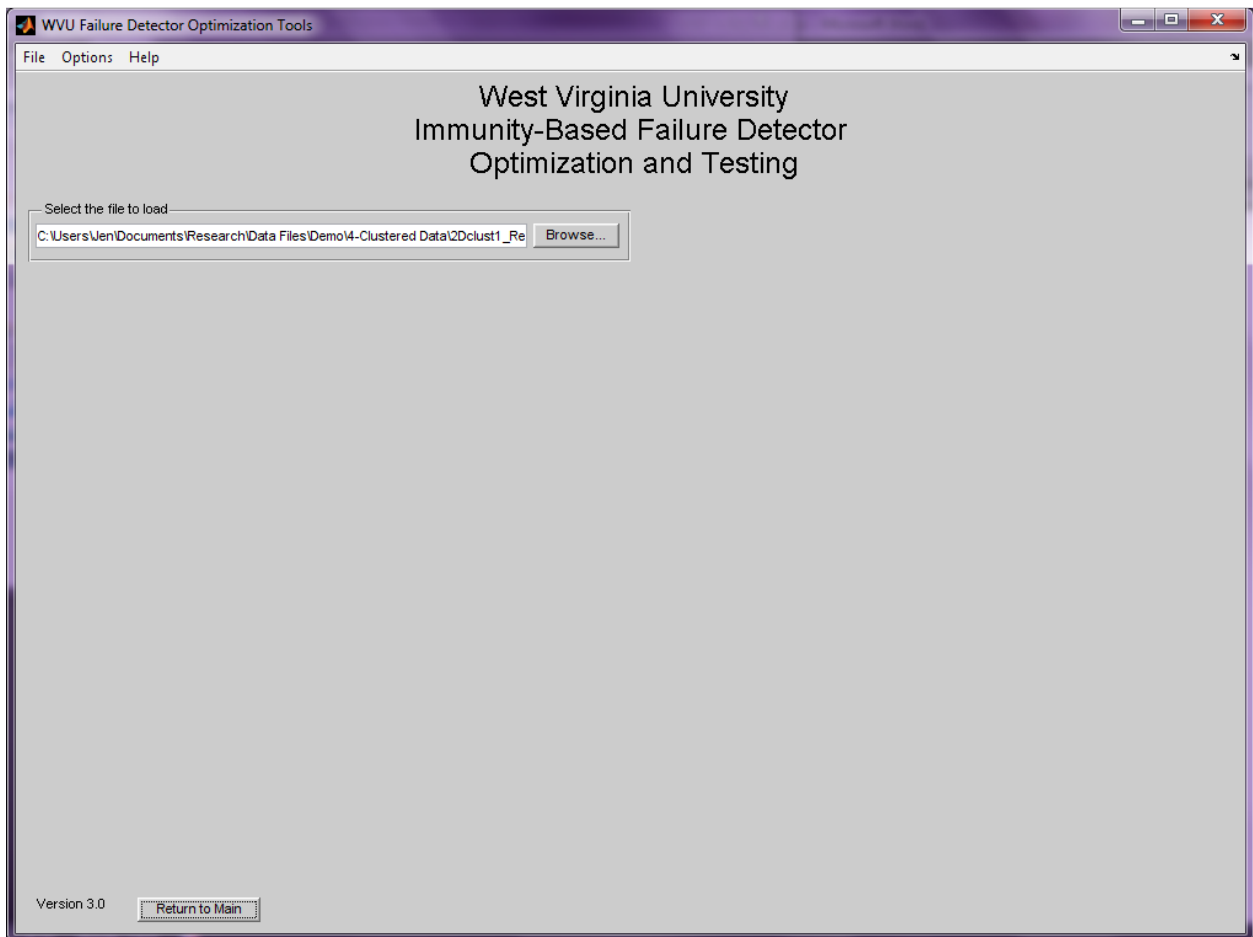 WVU Failure Detector Optimization Tools
File Options Help
West Virginia University
Immunity-Based Failure Detector
Optimization and Testing
Select the file to load
C:\Users\Jen\Documents\Research\Data Files\Demo\4-Clustered Data\2Dclust1_Re Browse...
Version 3.0 Return to Main